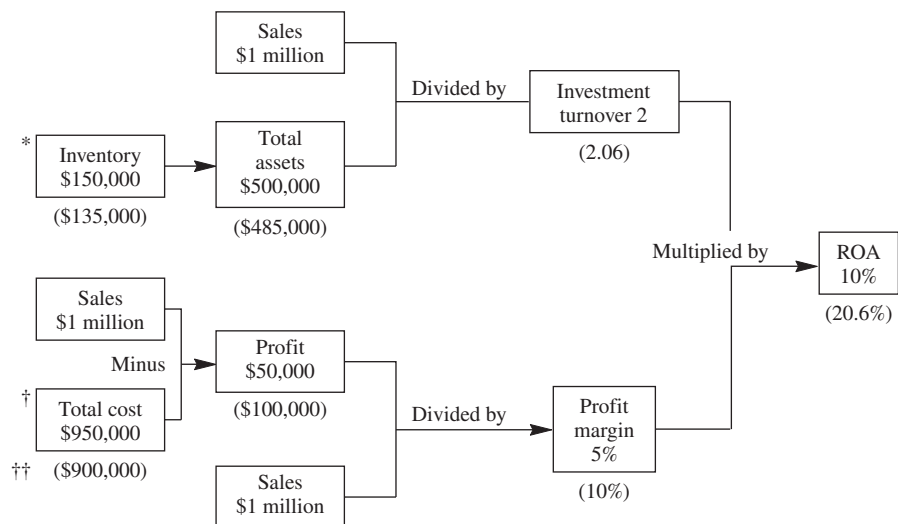 Sales
$1 million
Divided by
Investment
turnover 2
(2.06)
*
Inventory
$150,000
($135,000)
Total
assets
$500,000
($485,000)
Multiplied by
ROA
10%
(20.6%)
Sales
$1 million
Minus
†
Total cost
$950,000
††
($900,000)
Profit
$50,000
($100,000)
Divided by
Profit
margin
5%
(10%)
Sales
$1 million